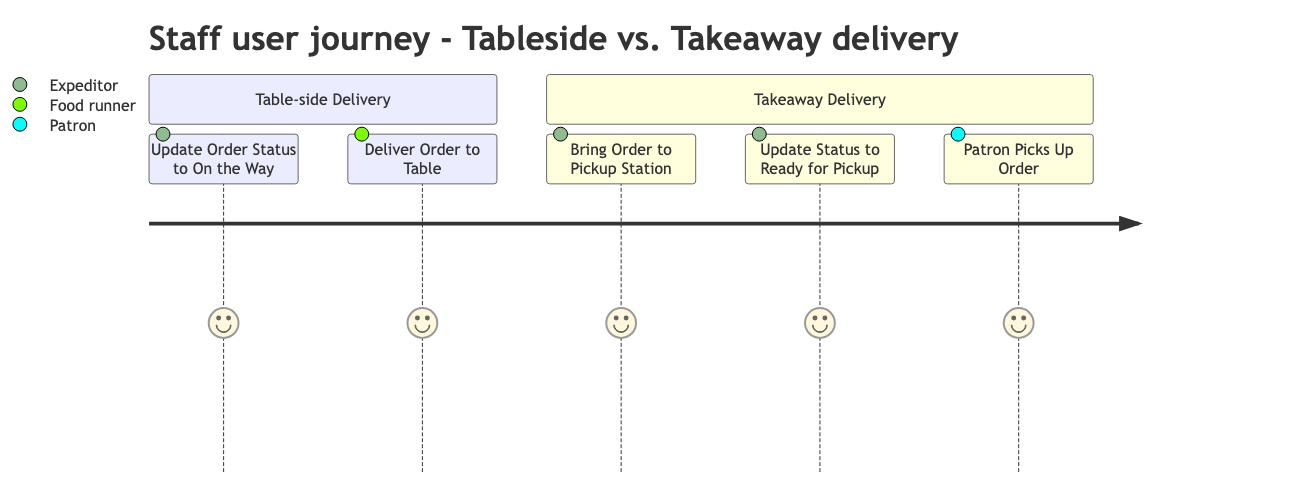 Staff user journey - Tableside vs. Takeaway delivery
Expeditor
Food runner
Patron
Table-side Delivery
Takeaway Delivery
Update Order Status
to On the Way
Deliver Order to
Table
Bring Order to
Pickup Station
Update Status to
Ready for Pickup
Patron Picks Up
Order